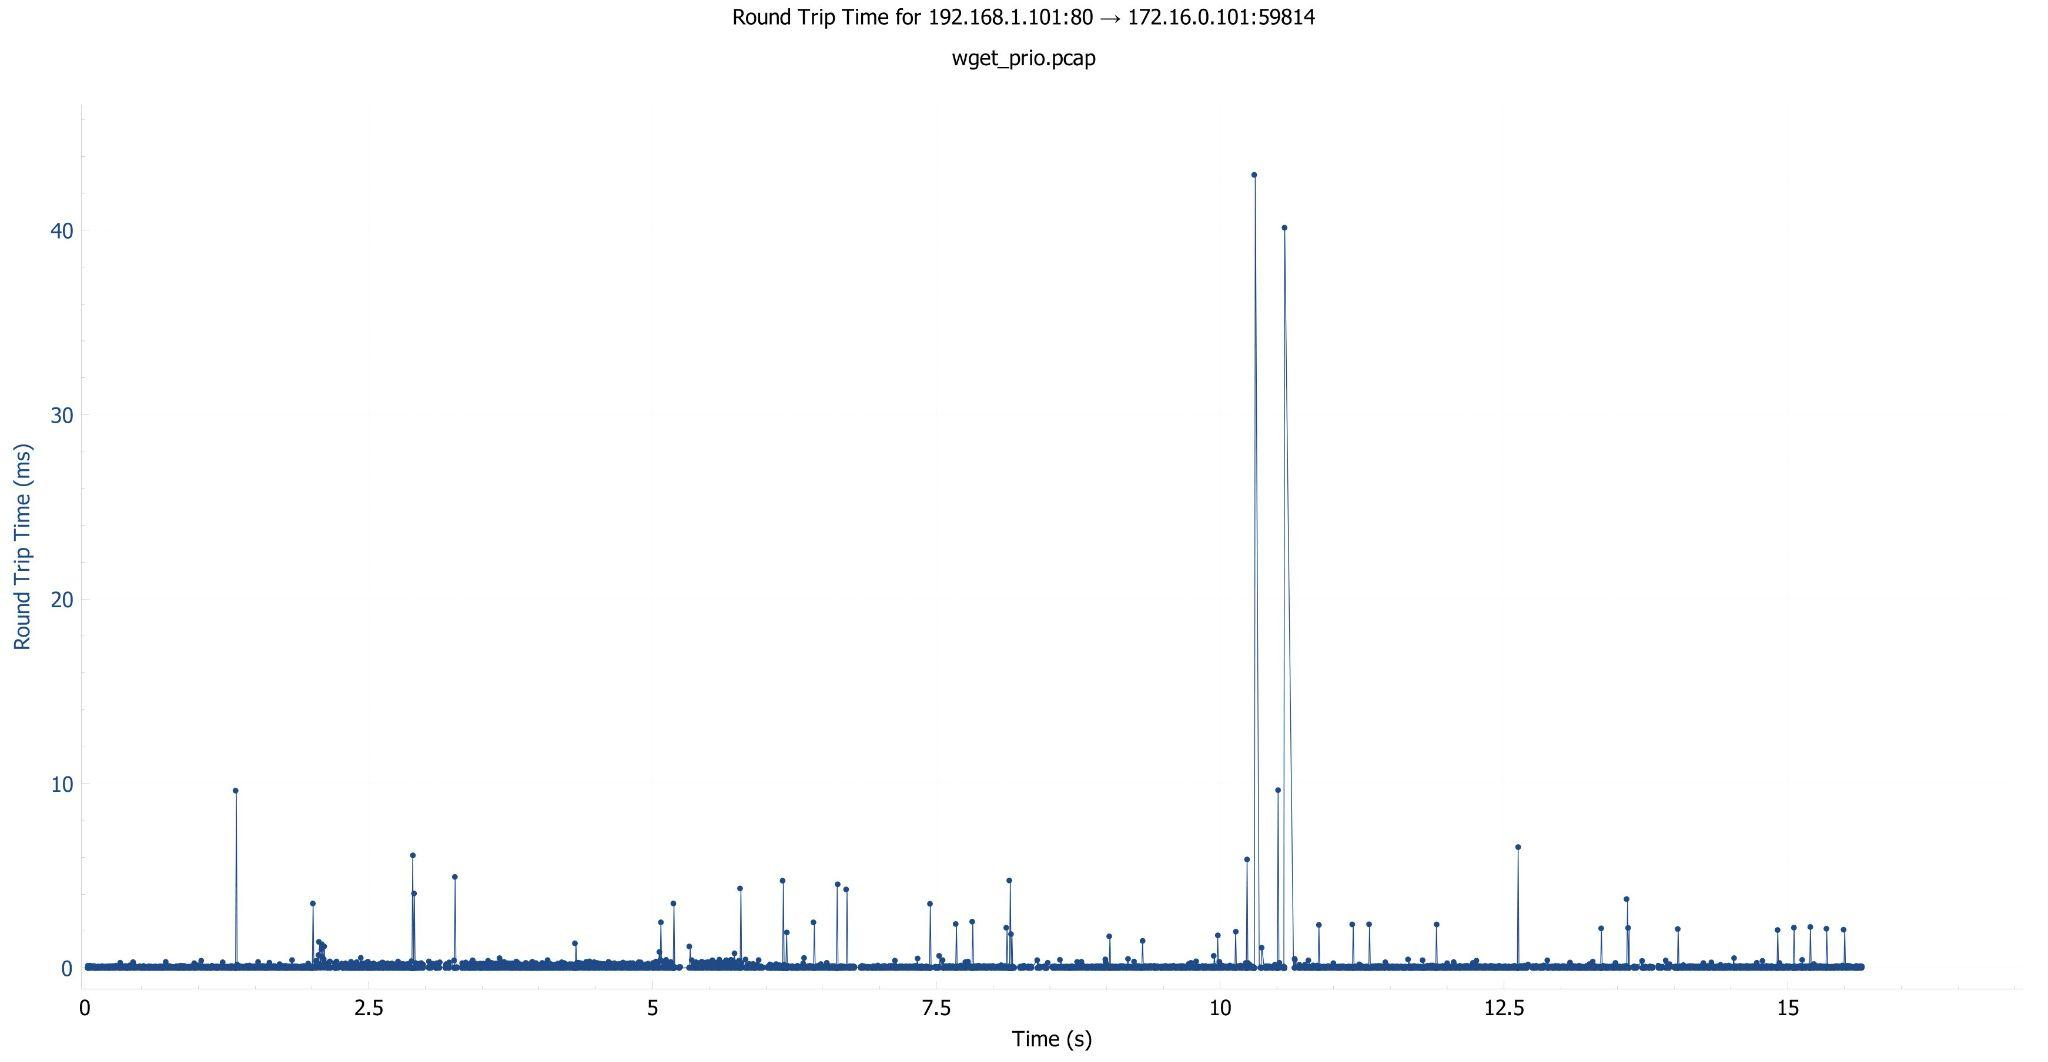 Round Trip Time for 192.168.1.101:80 → 172.16.0.101:59814
wget_prio.pcap
Round Trip Time (ms)
40
30
20
10
0
0 2.5 5 7.5 10 12.5 15
Time (s)